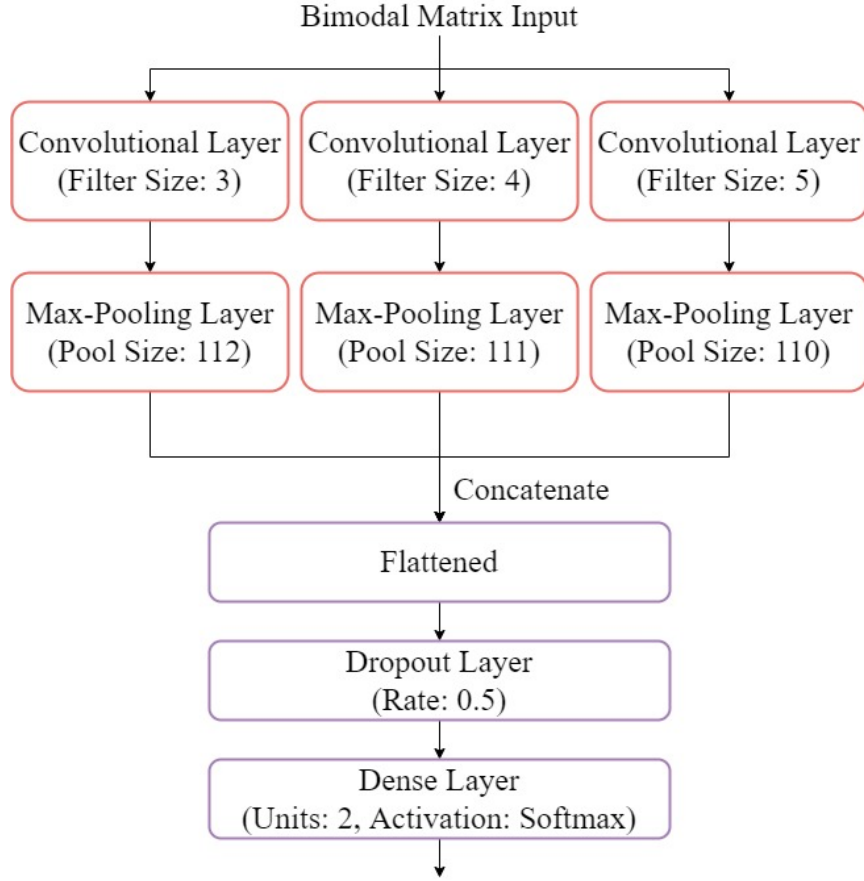 Bimodal Matrix Input
Convolutional Layer
(Filter Size: 3)
Convolutional Layer
(Filter Size: 4)
Convolutional Layer
(Filter Size: 5)
Max-Pooling Layer
(Pool Size: 112)
Max-Pooling Layer
(Pool Size: 111)
Max-Pooling Layer
(Pool Size: 110)
Concatenate
Flattened
Dropout Layer
(Rate: 0.5)
Dense Layer
(Units: 2, Activation: Softmax)